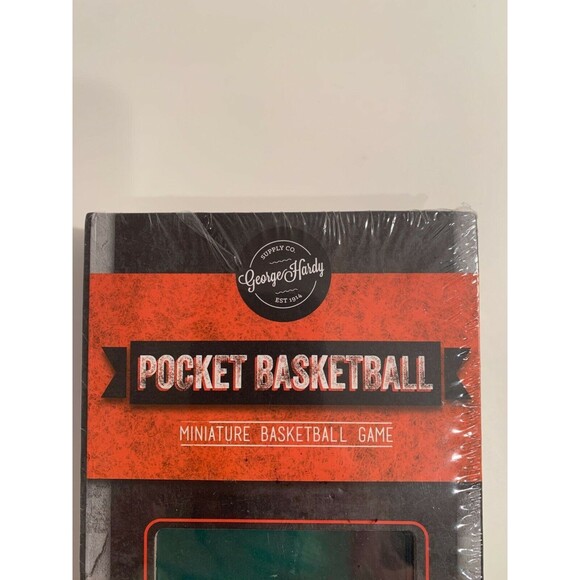 SUPPLY CO.
George Hardy
EST 1914
POCKET BASKETBALL
MINIATURE BASKETBALL GAME